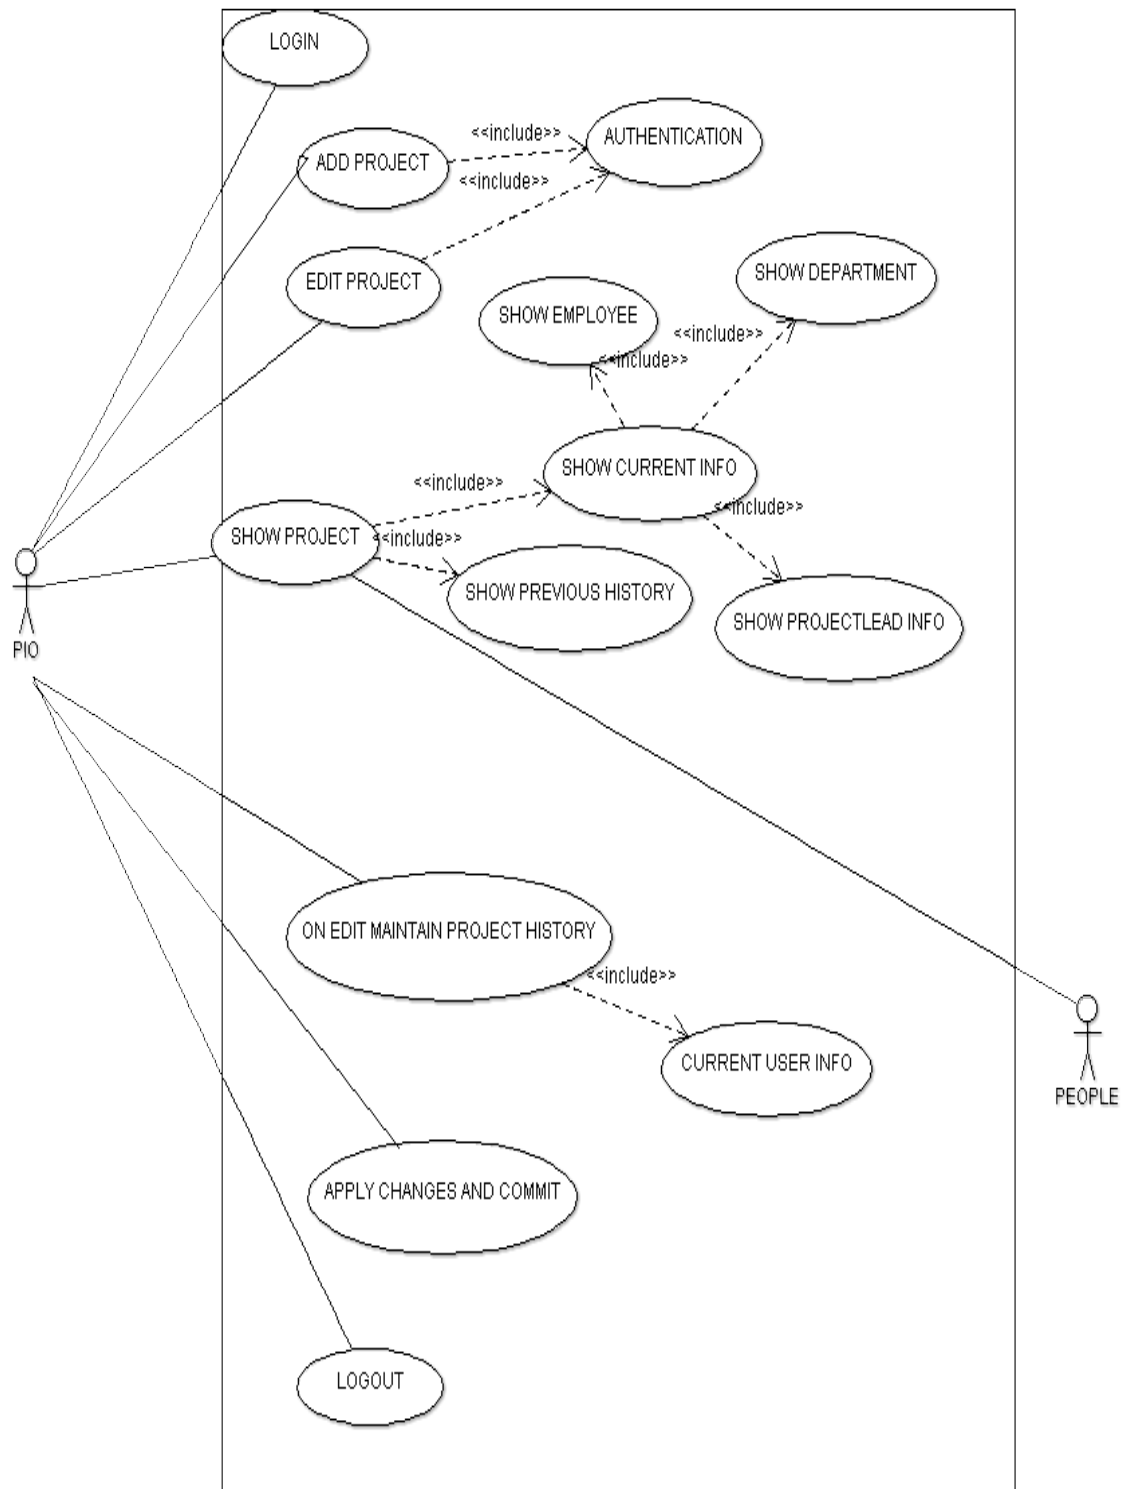 LOGIN
<<include>>
AUTHENTICATION
ADD PROJECT
<<include>>
SHOW DEPARTMENT
EDIT PROJECT
SHOW EMPLOYEE
<<include>>
<<include>>
SHOW CURRENT INFO
<<include>>
<<include>>
SHOW PROJECT
<<include>>
SHOW PREVIOUS HISTORY
SHOW PROJECTLEAD INFO
PIO
ON EDIT MAINTAIN PROJECT HISTORY
<<include>>
CURRENT USER INFO
PEOPLE
APPLY CHANGES AND COMMIT
LOGOUT